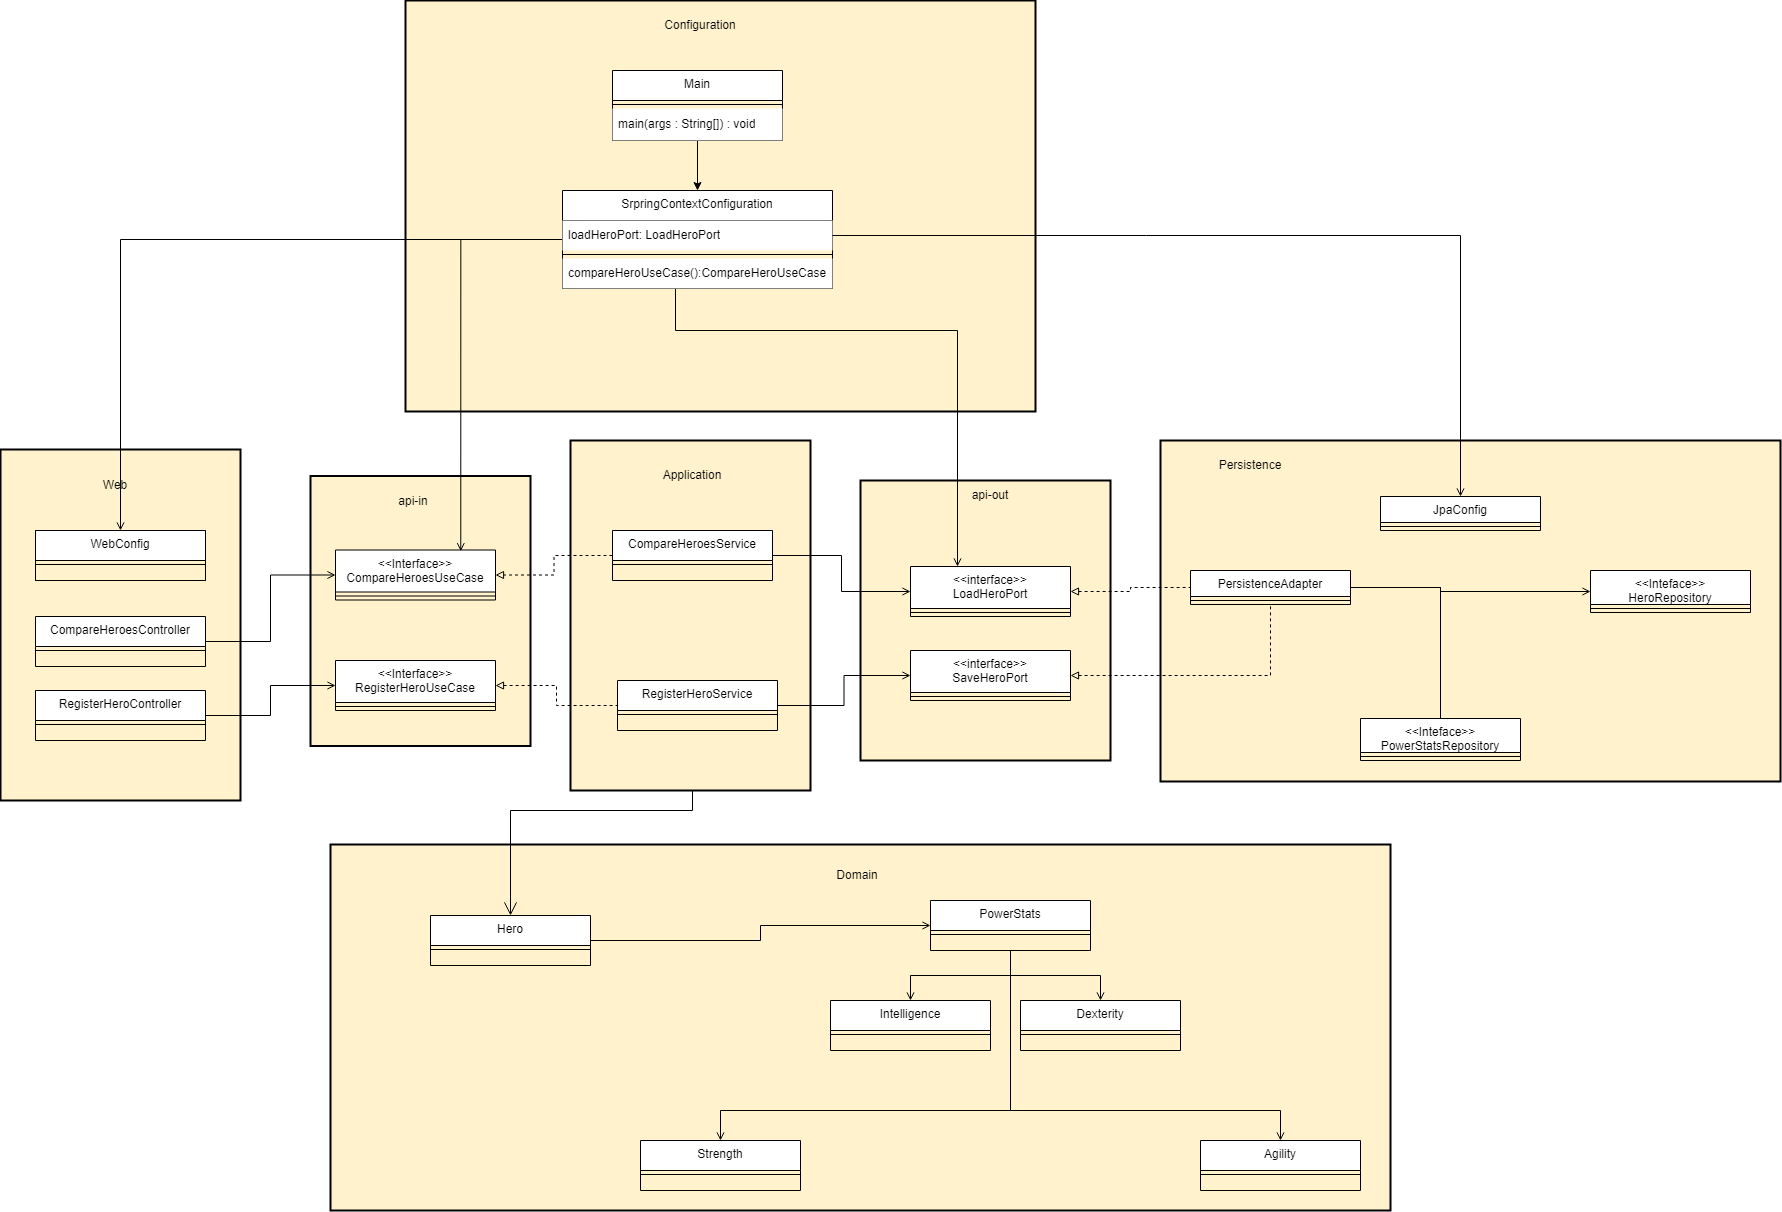 Configuration
Main
main(args : String[]) : void
SrpringContextConfiguration
loadHeroPort: LoadHeroPort
compareHeroUseCase():CompareHeroUseCase
Web
WebConfig
CompareHeroesController
RegisterHeroController
api-in
<<Interface>>
CompareHeroesUseCase
<<Interface>>
RegisterHeroUseCase
Application
CompareHeroesService
RegisterHeroService
api-out
<<interface>>
LoadHeroPort
<<interface>>
SaveHeroPort
Persistence
JpaConfig
PersistenceAdapter
<<Inteface>>
HeroRepository
<<Inteface>>
PowerStatsRepository
Domain
Hero
PowerStats
Intelligence
Dexterity
Strength
Agility